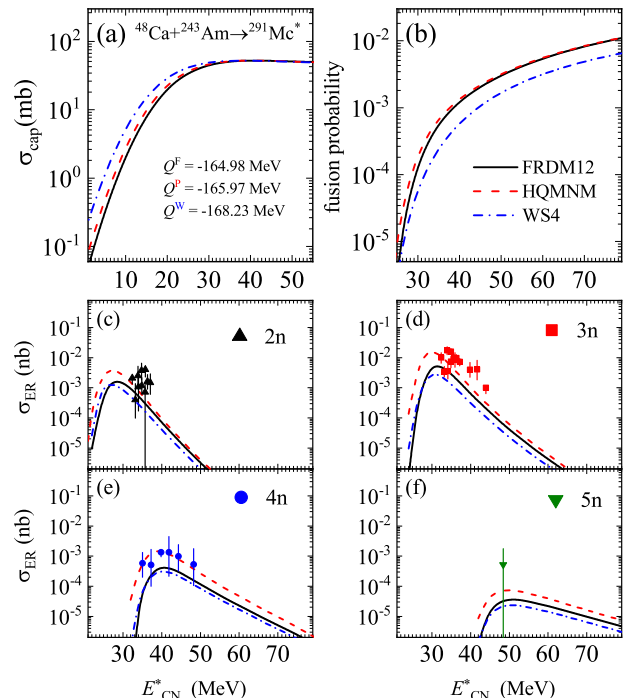 (a) ⁴⁸Ca+²⁴³Am→²⁹¹Mc*
σcap(mb)
10²
10¹
10⁰
10⁻¹
Qᶠ = -164.98 MeV
Qᴾ = -165.97 MeV
Qᵂ = -168.23 MeV
10 20 30 40 50
(b)
fusion probability
10⁻²
10⁻³
10⁻⁴
10⁻⁵
FRDM12
HQMNM
WS4
30 40 50 60 70
(c) 2n
σER (nb)
10⁻¹
10⁻²
10⁻³
10⁻⁴
10⁻⁵
(d) 3n
10⁻¹
10⁻²
10⁻³
10⁻⁴
10⁻⁵
(e) 4n
σER (nb)
10⁻¹
10⁻²
10⁻³
10⁻⁴
10⁻⁵
30 40 50 60 70
E*CN (MeV)
(f) 5n
10⁻¹
10⁻²
10⁻³
10⁻⁴
10⁻⁵
30 40 50 60 70
E*CN (MeV)